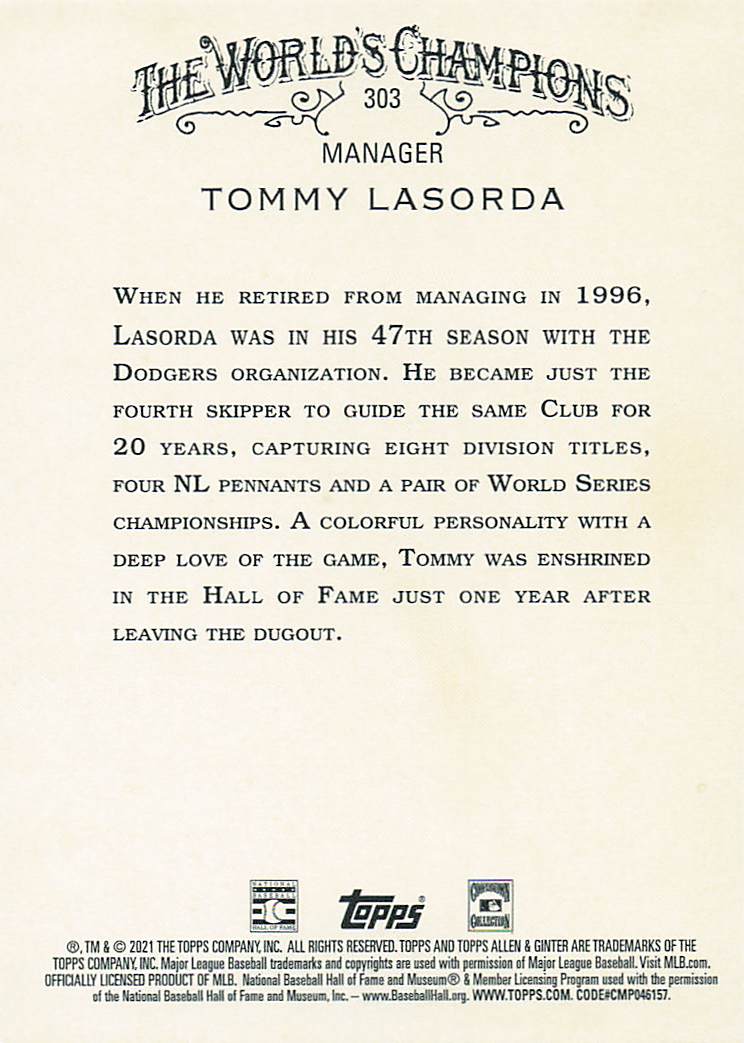 THE WORLD'S CHAMPIONS
303
MANAGER
TOMMY LASORDA
WHEN HE RETIRED FROM MANAGING IN 1996,
LASORDA WAS IN HIS 47TH SEASON WITH THE
DODGERS ORGANIZATION. HE BECAME JUST THE
FOURTH SKIPPER TO GUIDE THE SAME CLUB FOR
20 YEARS, CAPTURING EIGHT DIVISION TITLES,
FOUR NL PENNANTS AND A PAIR OF WORLD SERIES
CHAMPIONSHIPS. A COLORFUL PERSONALITY WITH A
DEEP LOVE OF THE GAME, TOMMY WAS ENSHRINED
IN THE HALL OF FAME JUST ONE YEAR AFTER
LEAVING THE DUGOUT.
NATIONAL
BASEBALL
HALL OF FAME
Topps®
COOPERSTOWN
COLLECTION
®, TM & © 2021 THE TOPPS COMPANY, INC. ALL RIGHTS RESERVED. TOPPS AND TOPPS ALLEN & GINTER ARE TRADEMARKS OF THE
TOPPS COMPANY, INC. Major League Baseball trademarks and copyrights are used with permission of Major League Baseball. Visit MLB.com.
OFFICIALLY LICENSED PRODUCT OF MLB. National Baseball Hall of Fame and Museum® & Member Licensing Program used with the permission
of the National Baseball Hall of Fame and Museum, Inc. – www.BaseballHall.org. WWW.TOPPS.COM. CODE#CMP046157.